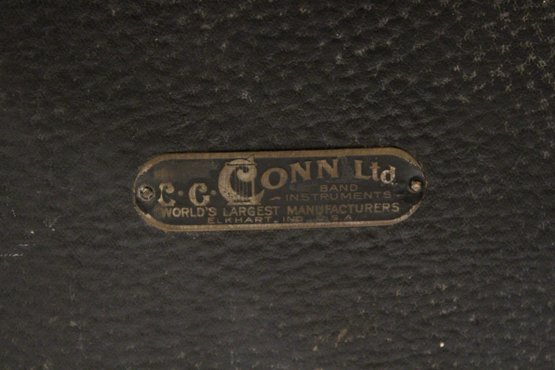 C. G. CONN Ltd
BAND
INSTRUMENTS
WORLD'S LARGEST MANUFACTURERS
ELKHART, IND. U.S.A.